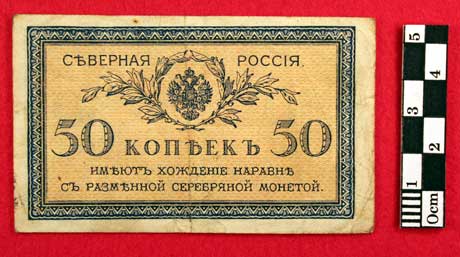 СѢВЕРНАЯ РОССІЯ.
50 КОПѢЕКЪ 50
ИМѢЮТЪ ХОЖДЕНІЕ НАРАВНѢ
СЪ РАЗМѢННОЙ СЕРЕБРЯНОЙ МОНЕТОЙ.
5
4
3
2
1
0cm